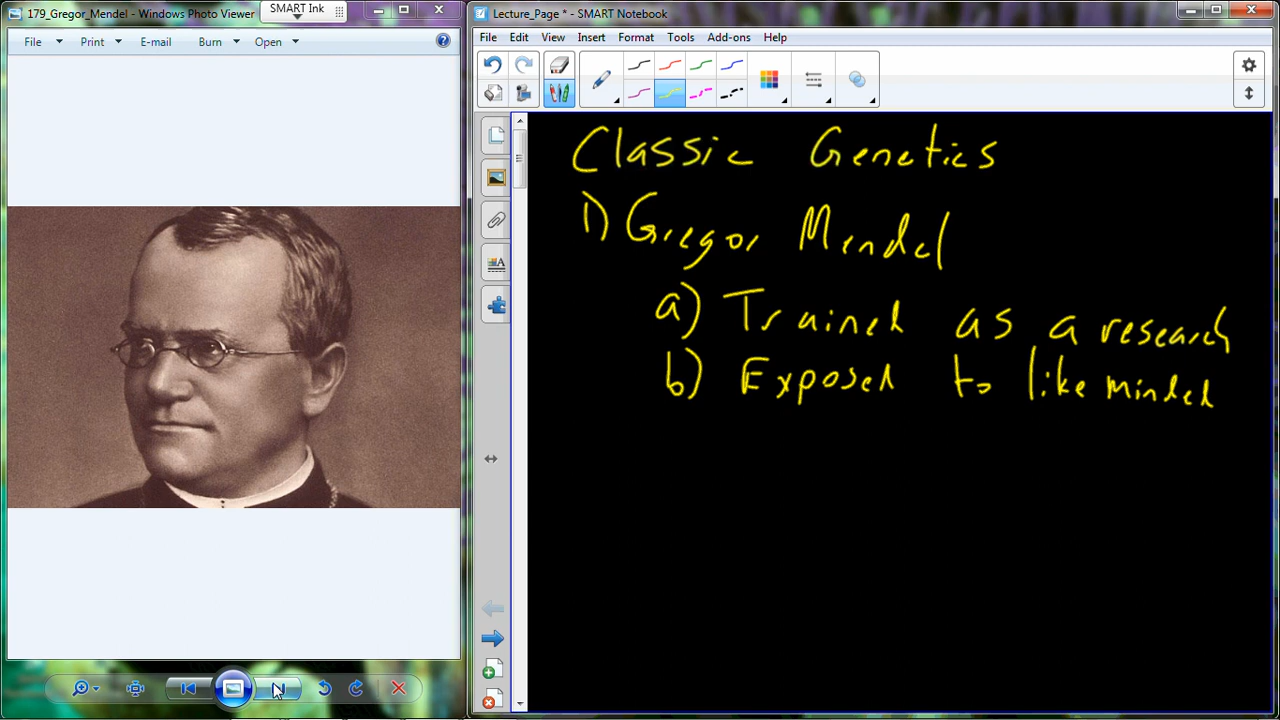 179_Gregor_Mendel - Windows Photo Viewer
SMART Ink
File Print E-mail Burn Open
Lecture_Page * - SMART Notebook
File Edit View Insert Format Tools Add-ons Help
Classic Genetics
1) Gregor Mendel
a) Trained as a research
b) Exposed to like minded